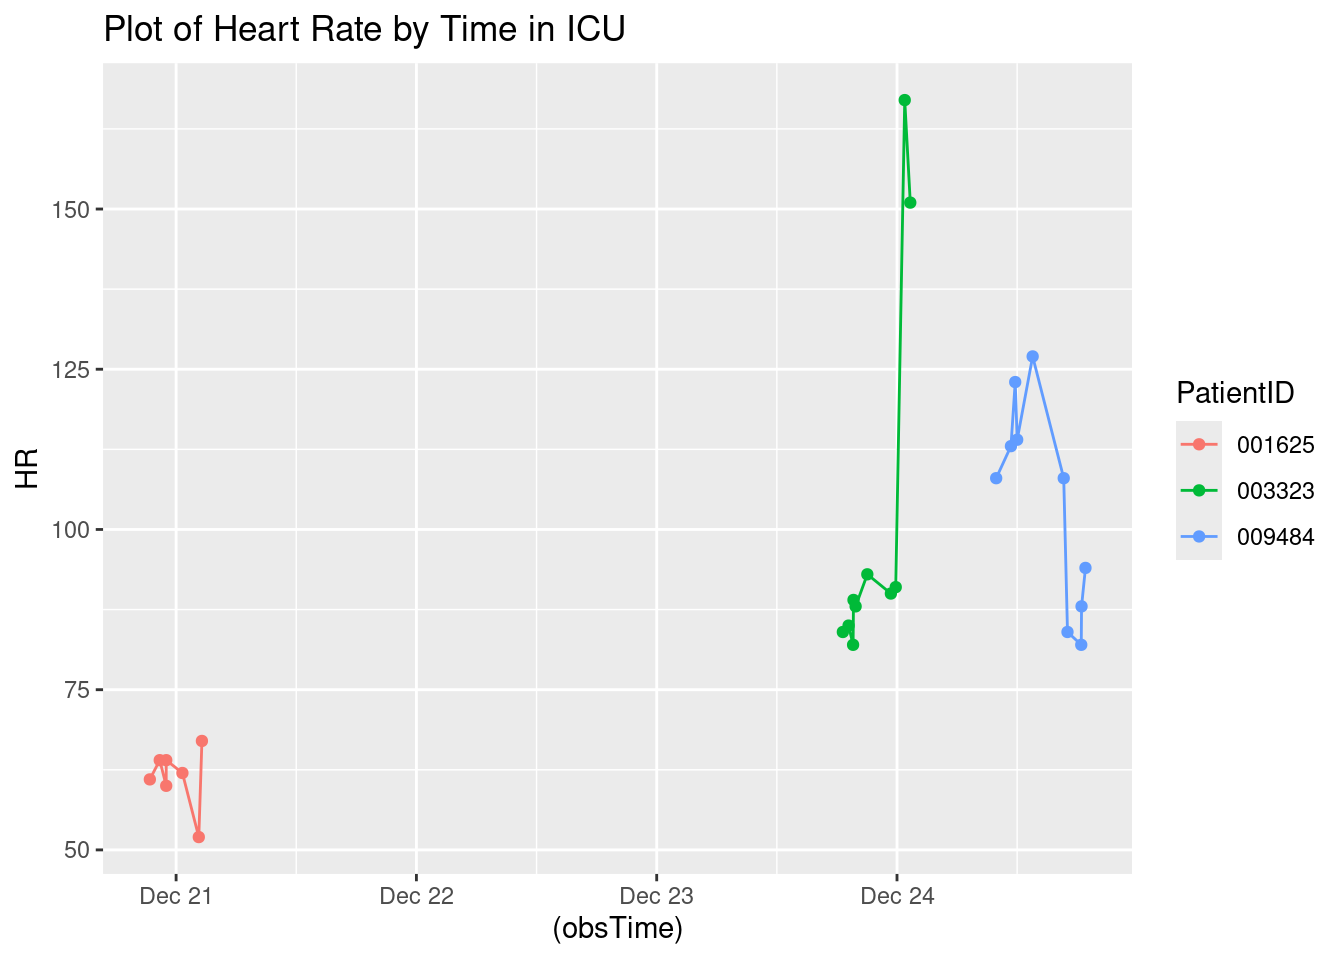 Plot of Heart Rate by Time in ICU
150
125
100
75
50
HR
Dec 21 Dec 22 Dec 23 Dec 24
(obsTime)
PatientID
001625
003323
009484